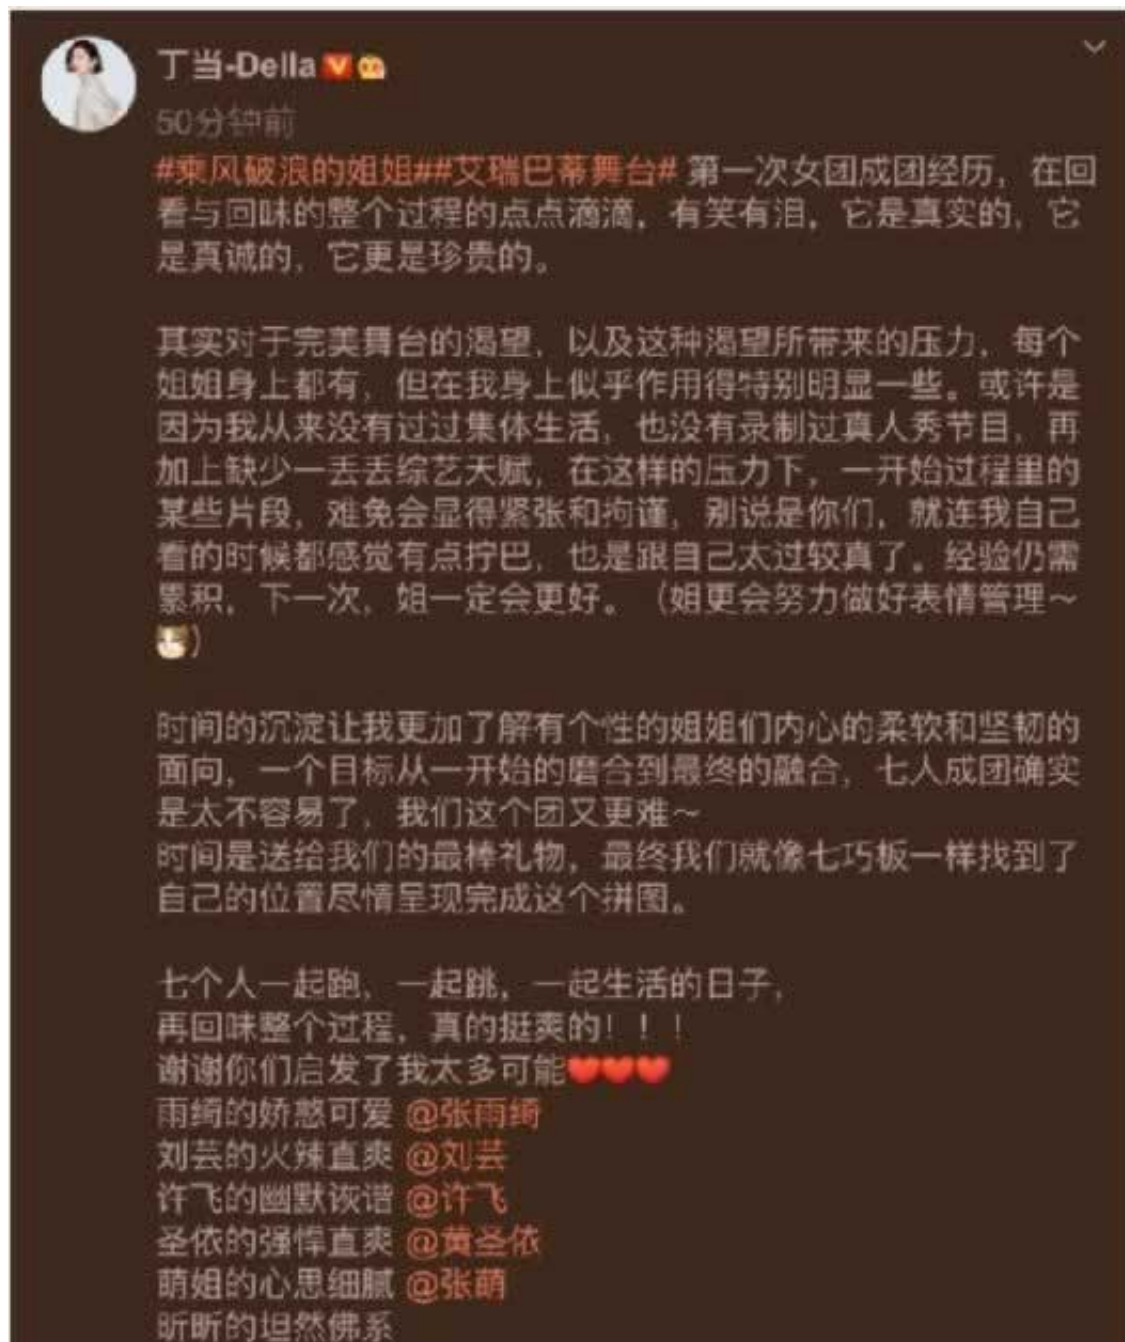 丁当-Della
50分钟前
#乘风破浪的姐姐##艾瑞巴蒂舞台# 第一次女团成团经历，在回
看与回味的整个过程的点点滴滴，有笑有泪，它是真实的，它
是真诚的，它更是珍贵的。
其实对于完美舞台的渴望，以及这种渴望所带来的压力，每个
姐姐身上都有，但在我身上似乎作用得特别明显一些。或许是
因为我从来没有过过集体生活，也没有录制过真人秀节目，再
加上缺少一丢丢综艺天赋，在这样的压力下，一开始过程里的
某些片段，难免会显得紧张和拘谨，别说是你们，就连我自己
看的时候都感觉有点拧巴，也是跟自己太过较真了。经验仍需
累积，下一次，姐一定会更好。（姐更会努力做好表情管理～
）
时间的沉淀让我更加了解有个性的姐姐们内心的柔软和坚韧的
面向，一个目标从一开始的磨合到最终的融合，七人成团确实
是太不容易了，我们这个团又更难～
时间是送给我们的最棒礼物，最终我们就像七巧板一样找到了
自己的位置尽情呈现完成这个拼图。
七个人一起跑，一起跳，一起生活的日子，
再回味整个过程，真的挺爽的！！！
谢谢你们启发了我太多可能❤❤❤
雨绮的娇憨可爱 @张雨绮
刘芸的火辣直爽 @刘芸
许飞的幽默诙谐 @许飞
圣依的强悍直爽 @黄圣依
萌姐的心思细腻 @张萌
昕昕的坦然佛系